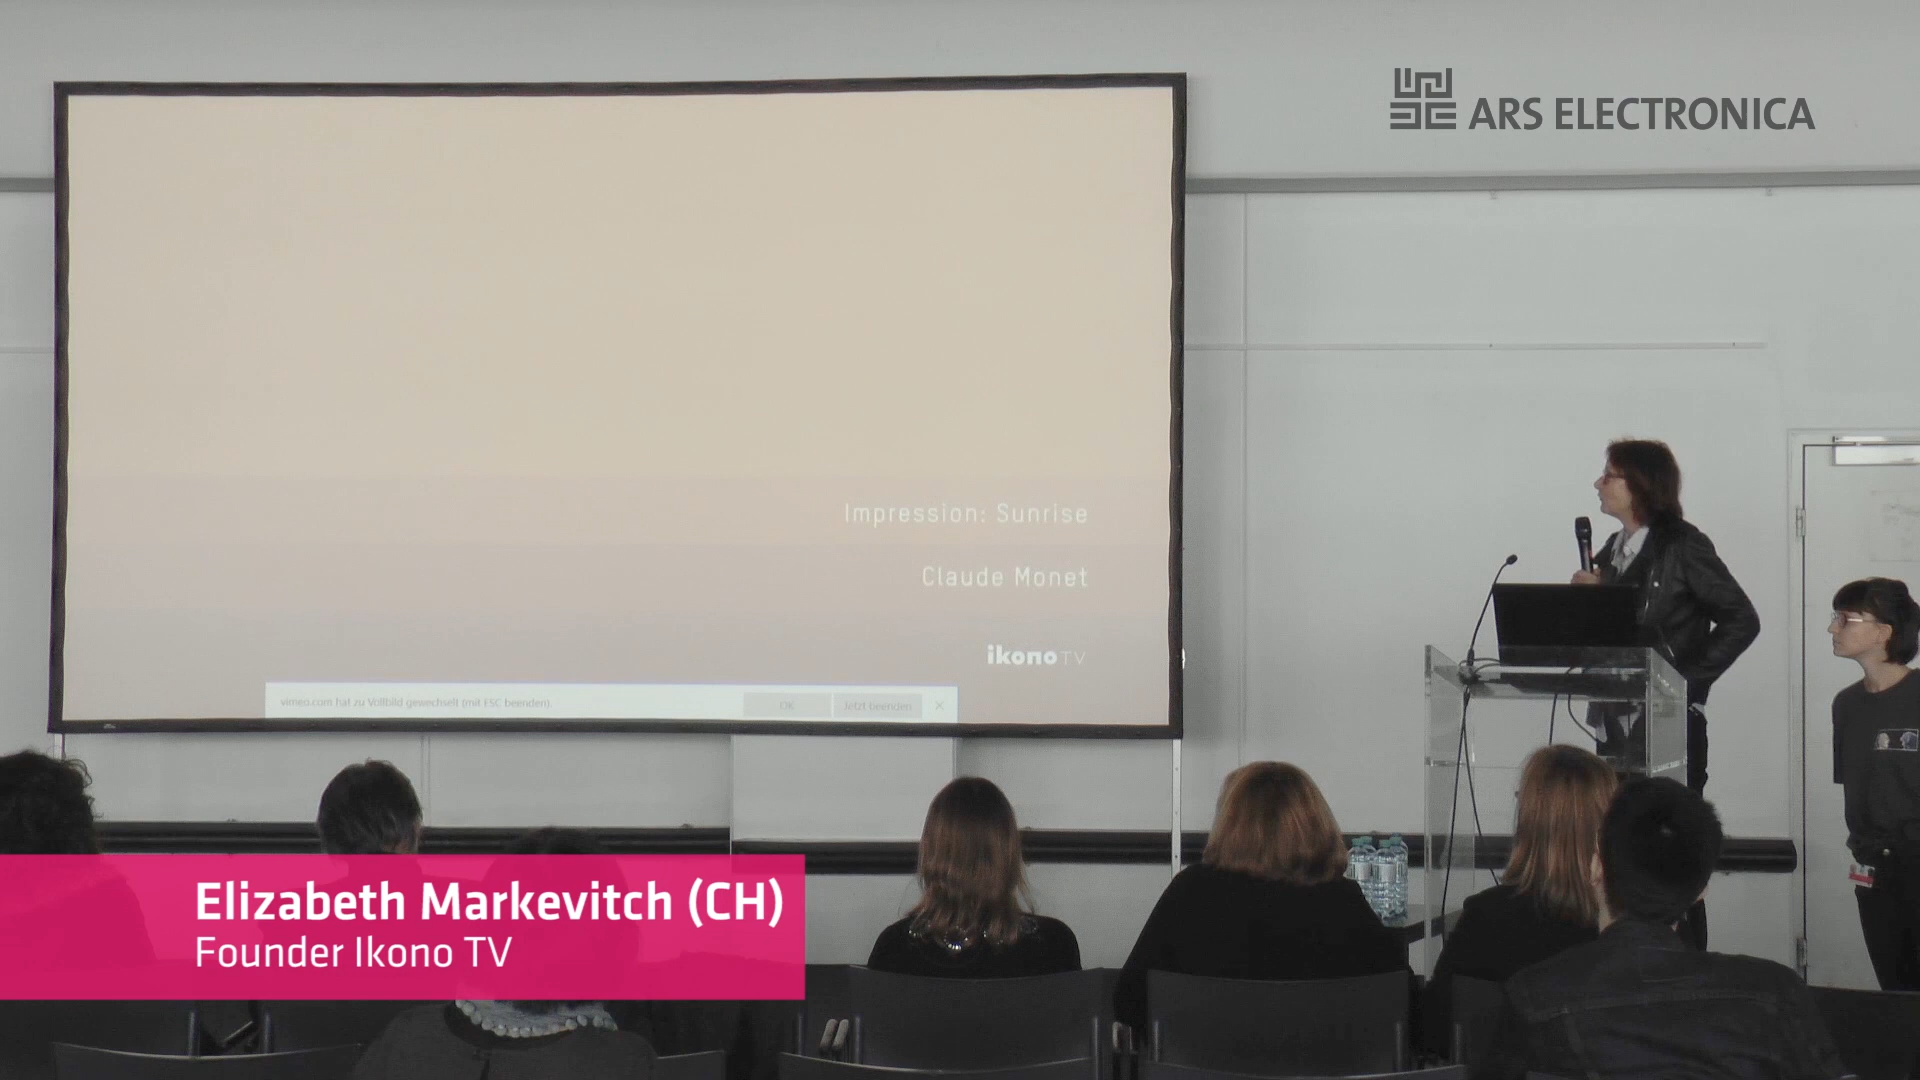 ARS ELECTRONICA
Impression: Sunrise
Claude Monet
ikono TV
vimeo.com hat zu Vollbild gewechselt (mit ESC beenden).
OK
Jetzt beenden
Elizabeth Markevitch (CH)
Founder Ikono TV